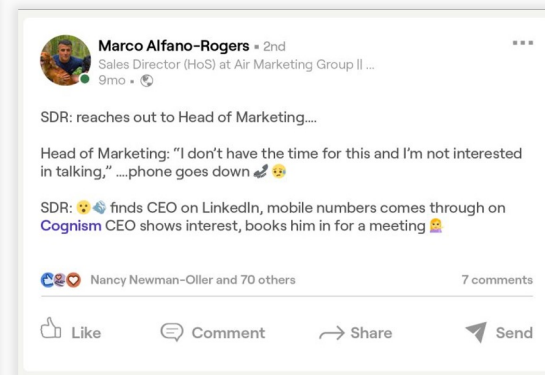 Marco Alfano-Rogers • 2nd
Sales Director (HoS) at Air Marketing Group || ...
9mo •
SDR: reaches out to Head of Marketing....
Head of Marketing: “I don’t have the time for this and I’m not interested
in talking,” ....phone goes down
SDR: finds CEO on LinkedIn, mobile numbers comes through on
Cognism CEO shows interest, books him in for a meeting
Nancy Newman-Oller and 70 others
7 comments
Like
Comment
Share
Send